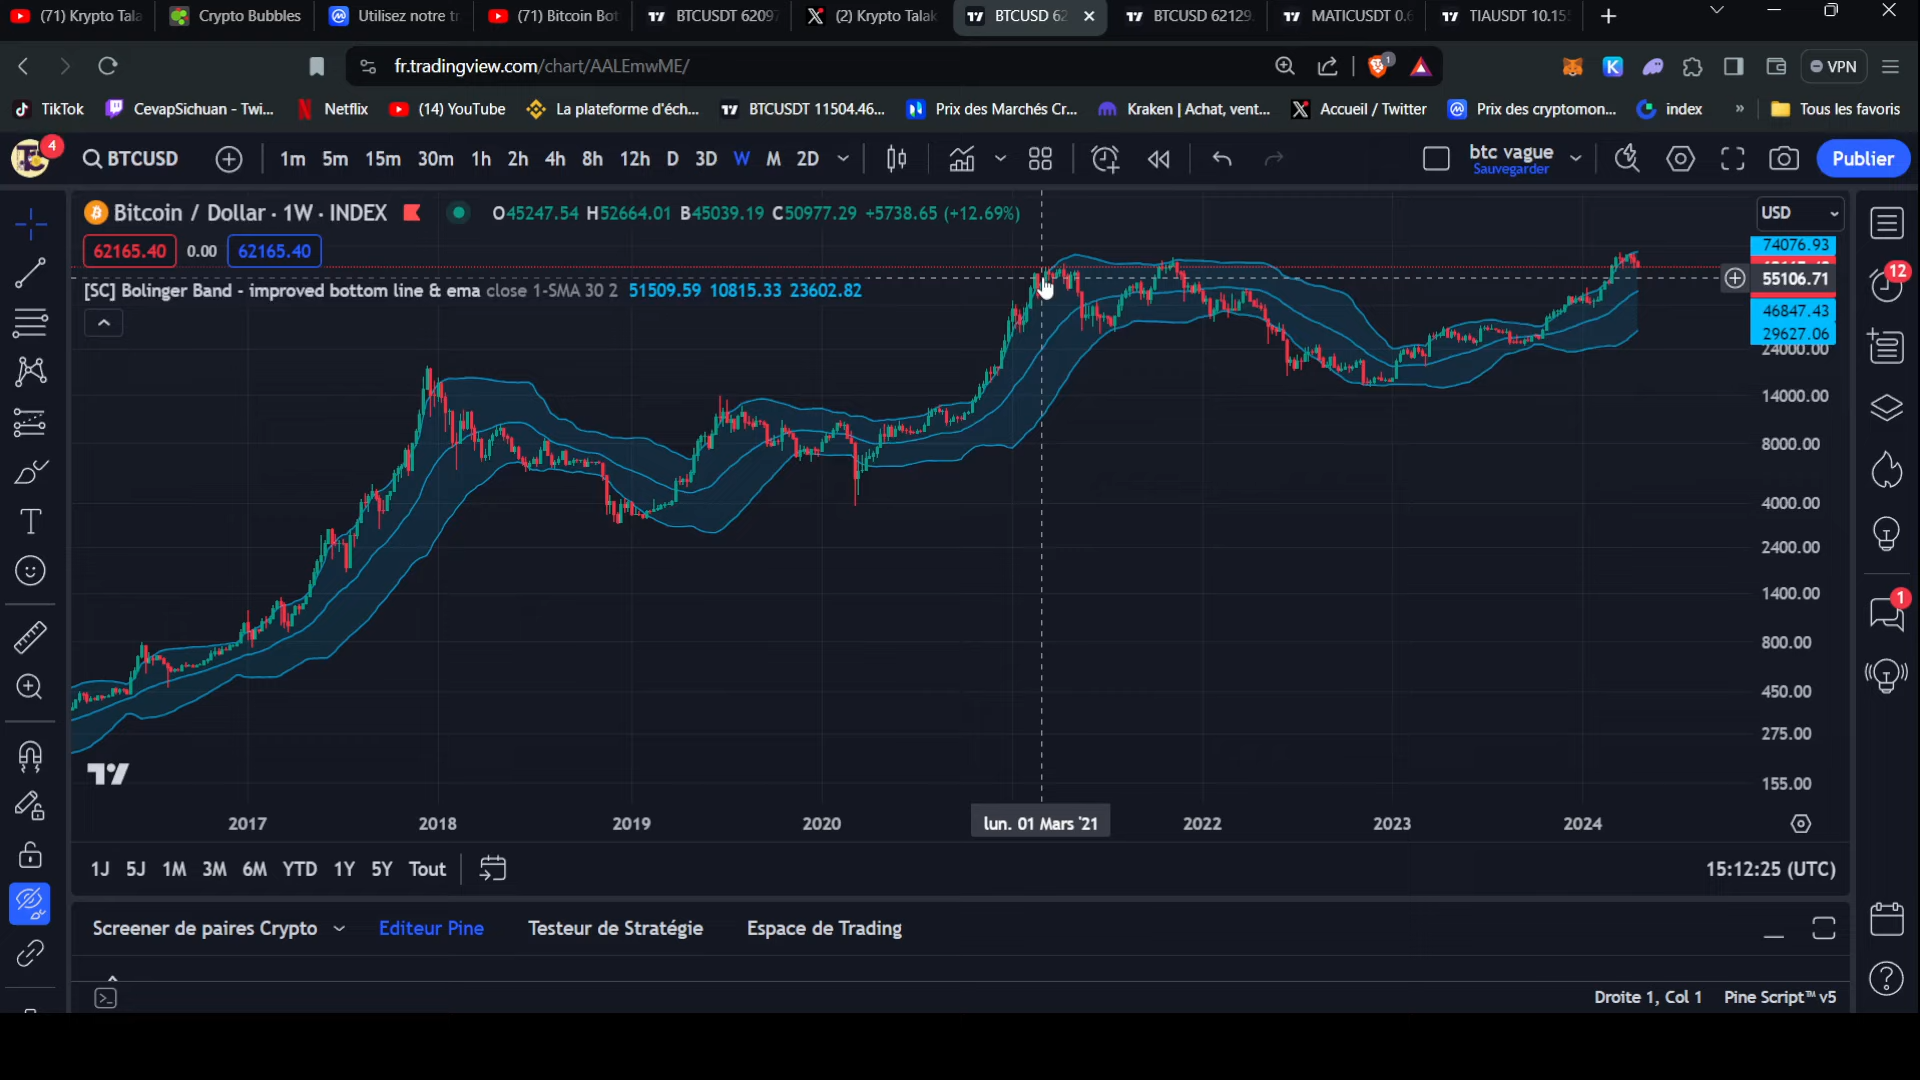 (71) Krypto Tala
Crypto Bubbles
Utilisez notre tr
(71) Bitcoin Bot
BTCUSDT 6209
(2) Krypto Talak
BTCUSD 62
BTCUSD 62129.
MATICUSDT 0.6
TIAUSDT 10.15
fr.tradingview.com/chart/AALEmwME/
1
VPN
TikTok
CevapSichuan - Twi...
Netflix
(14) YouTube
La plateforme d'éch...
BTCUSDT 11504.46...
Prix des Marchés Cr...
Kraken | Achat, vent...
Accueil / Twitter
Prix des cryptomon...
index
»
Tous les favoris
4
BTCUSD
1m 5m 15m 30m 1h 2h 4h 8h 12h D 3D W M 2D
btc vague
Sauvegarder
Publier
Bitcoin / Dollar · 1W · INDEX
O45247.54 H52664.01 B45039.19 C50977.29 +5738.65 (+12.69%)
USD
62165.40 0.00 62165.40
74076.93
[SC] Bolinger Band - improved bottom line & ema close 1-SMA 30 2 51509.59 10815.33 23602.82
55106.71
12
46847.43
29627.06
24000.00
14000.00
8000.00
4000.00
2400.00
1400.00
1
800.00
450.00
275.00
155.00
2017 2018 2019 2020 lun. 01 Mars '21 2022 2023 2024
1J 5J 1M 3M 6M YTD 1Y 5Y Tout
15:12:25 (UTC)
Screener de paires Crypto
Editeur Pine
Testeur de Stratégie
Espace de Trading
Droite 1, Col 1
Pine Script™ v5